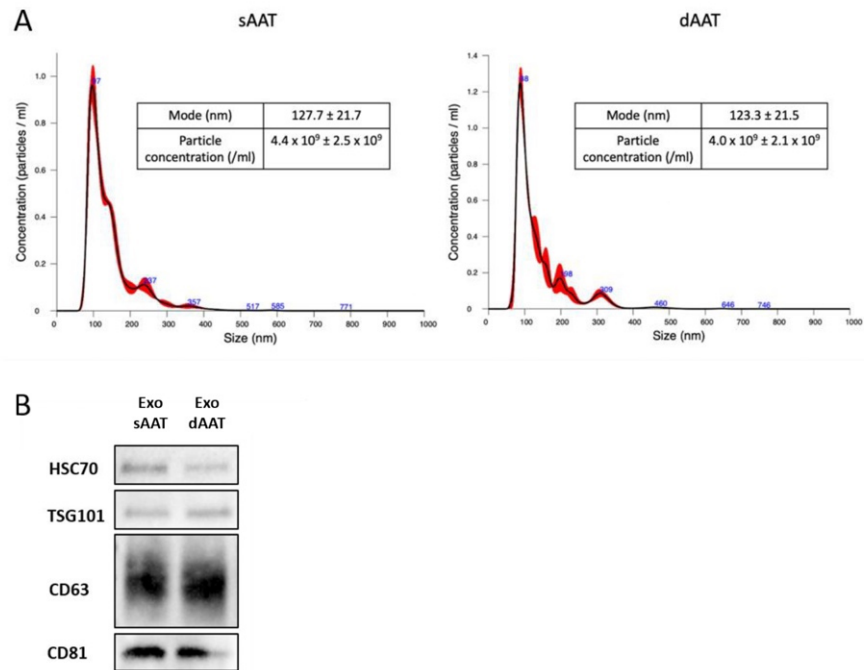 A
sAAT
dAAT
Concentration (particles / ml)
1.0
0.8
0.6
0.4
0.2
0
Mode (nm) 127.7 ± 21.7
Particle concentration (/ml) 4.4 x 10⁹ ± 2.5 x 10⁹
357
517
585
771
0 100 200 300 400 500 600 700 800 900 1000
Size (nm)
Concentration (particles / ml)
1.4
1.2
1.0
0.8
0.6
0.4
0.2
0
Mode (nm) 123.3 ± 21.5
Particle concentration (/ml) 4.0 x 10⁹ ± 2.1 x 10⁹
460
646
746
0 100 200 300 400 500 600 700 800 900 1000
Size (nm)
B
Exo sAAT
Exo dAAT
HSC70
TSG101
CD63
CD81